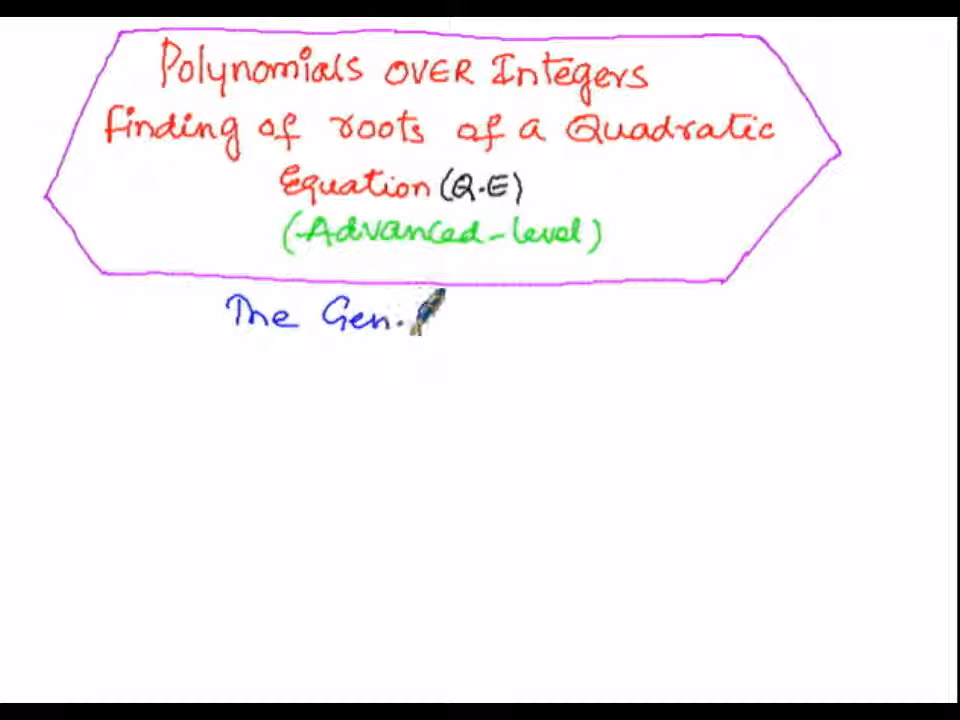 Polynomials OVER Integers
Finding of roots of a Quadratic
Equation (Q.E)
(Advanced-level)
The Gen.